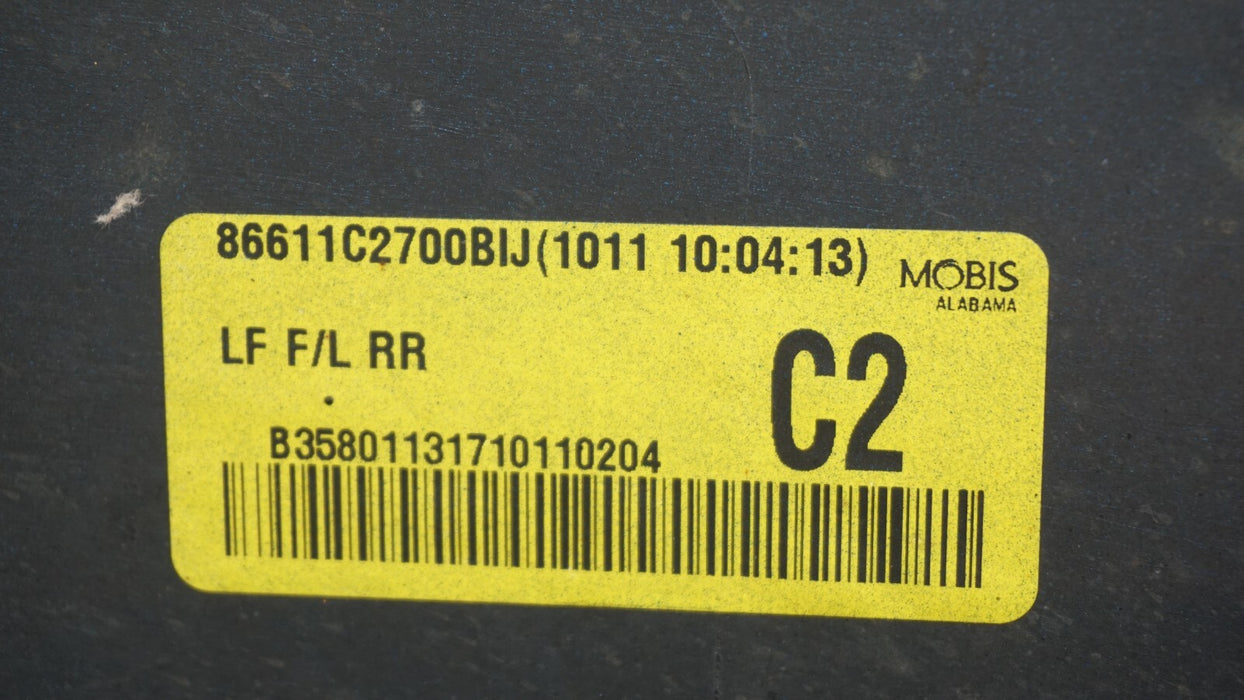 86611C2700BIJ(1011 10:04:13)
MOBIS
ALABAMA
LF F/L RR
C2
B35801131710110204